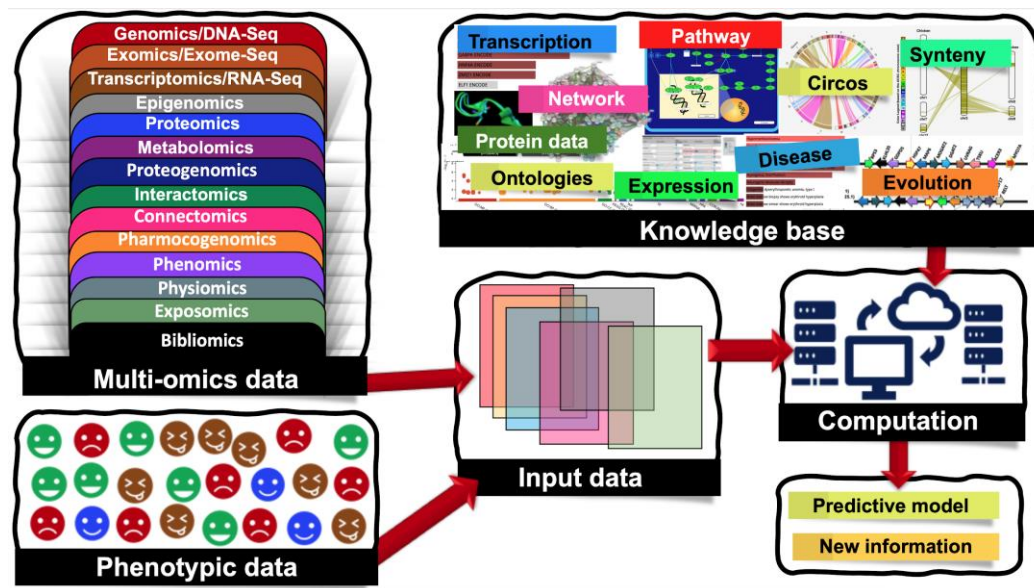 Genomics/DNA-Seq
Exomics/Exome-Seq
Transcriptomics/RNA-Seq
Epigenomics
Proteomics
Metabolomics
Proteogenomics
Interactomics
Connectomics
Pharmocogenomics
Phenomics
Physiomics
Exposomics
Bibliomics
Multi-omics data
Phenotypic data
Transcription
Pathway
Synteny
Circos
Network
Protein data
Disease
Ontologies
Expression
Evolution
Knowledge base
Input data
Computation
Predictive model
New information